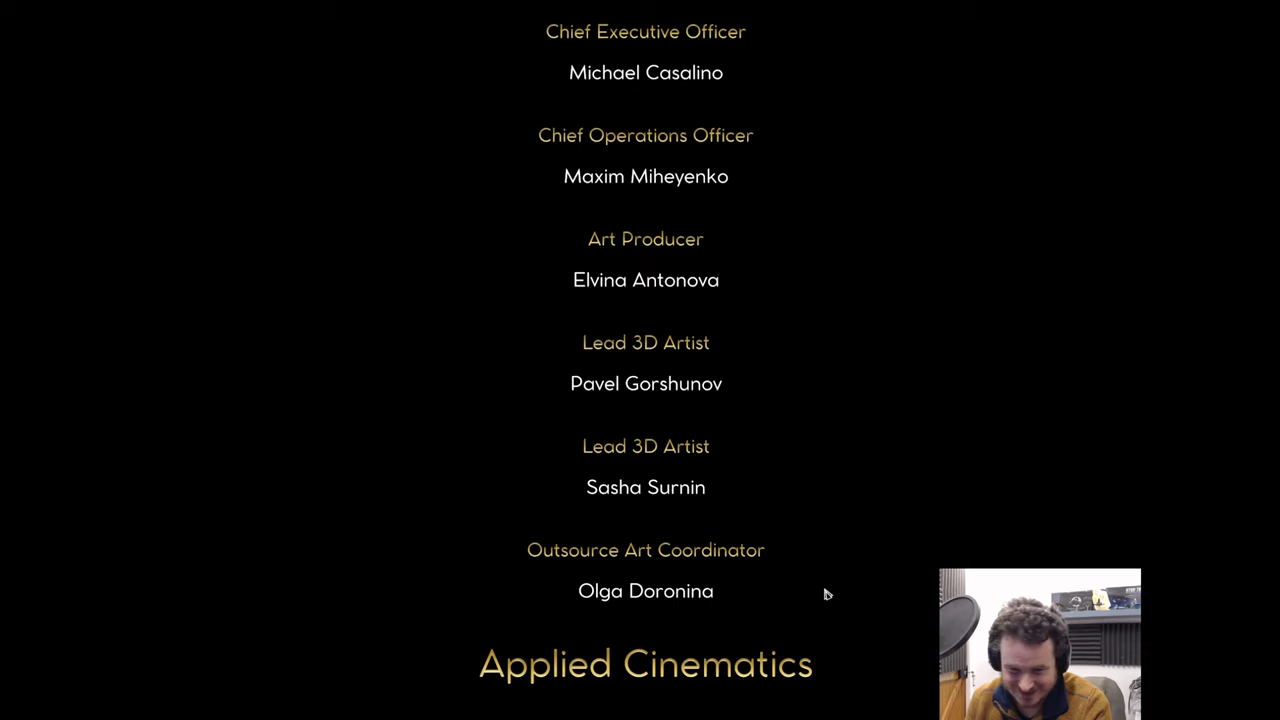 Chief Executive Officer
Michael Casalino
Chief Operations Officer
Maxim Miheyenko
Art Producer
Elvina Antonova
Lead 3D Artist
Pavel Gorshunov
Lead 3D Artist
Sasha Surnin
Outsource Art Coordinator
Olga Doronina
Applied Cinematics